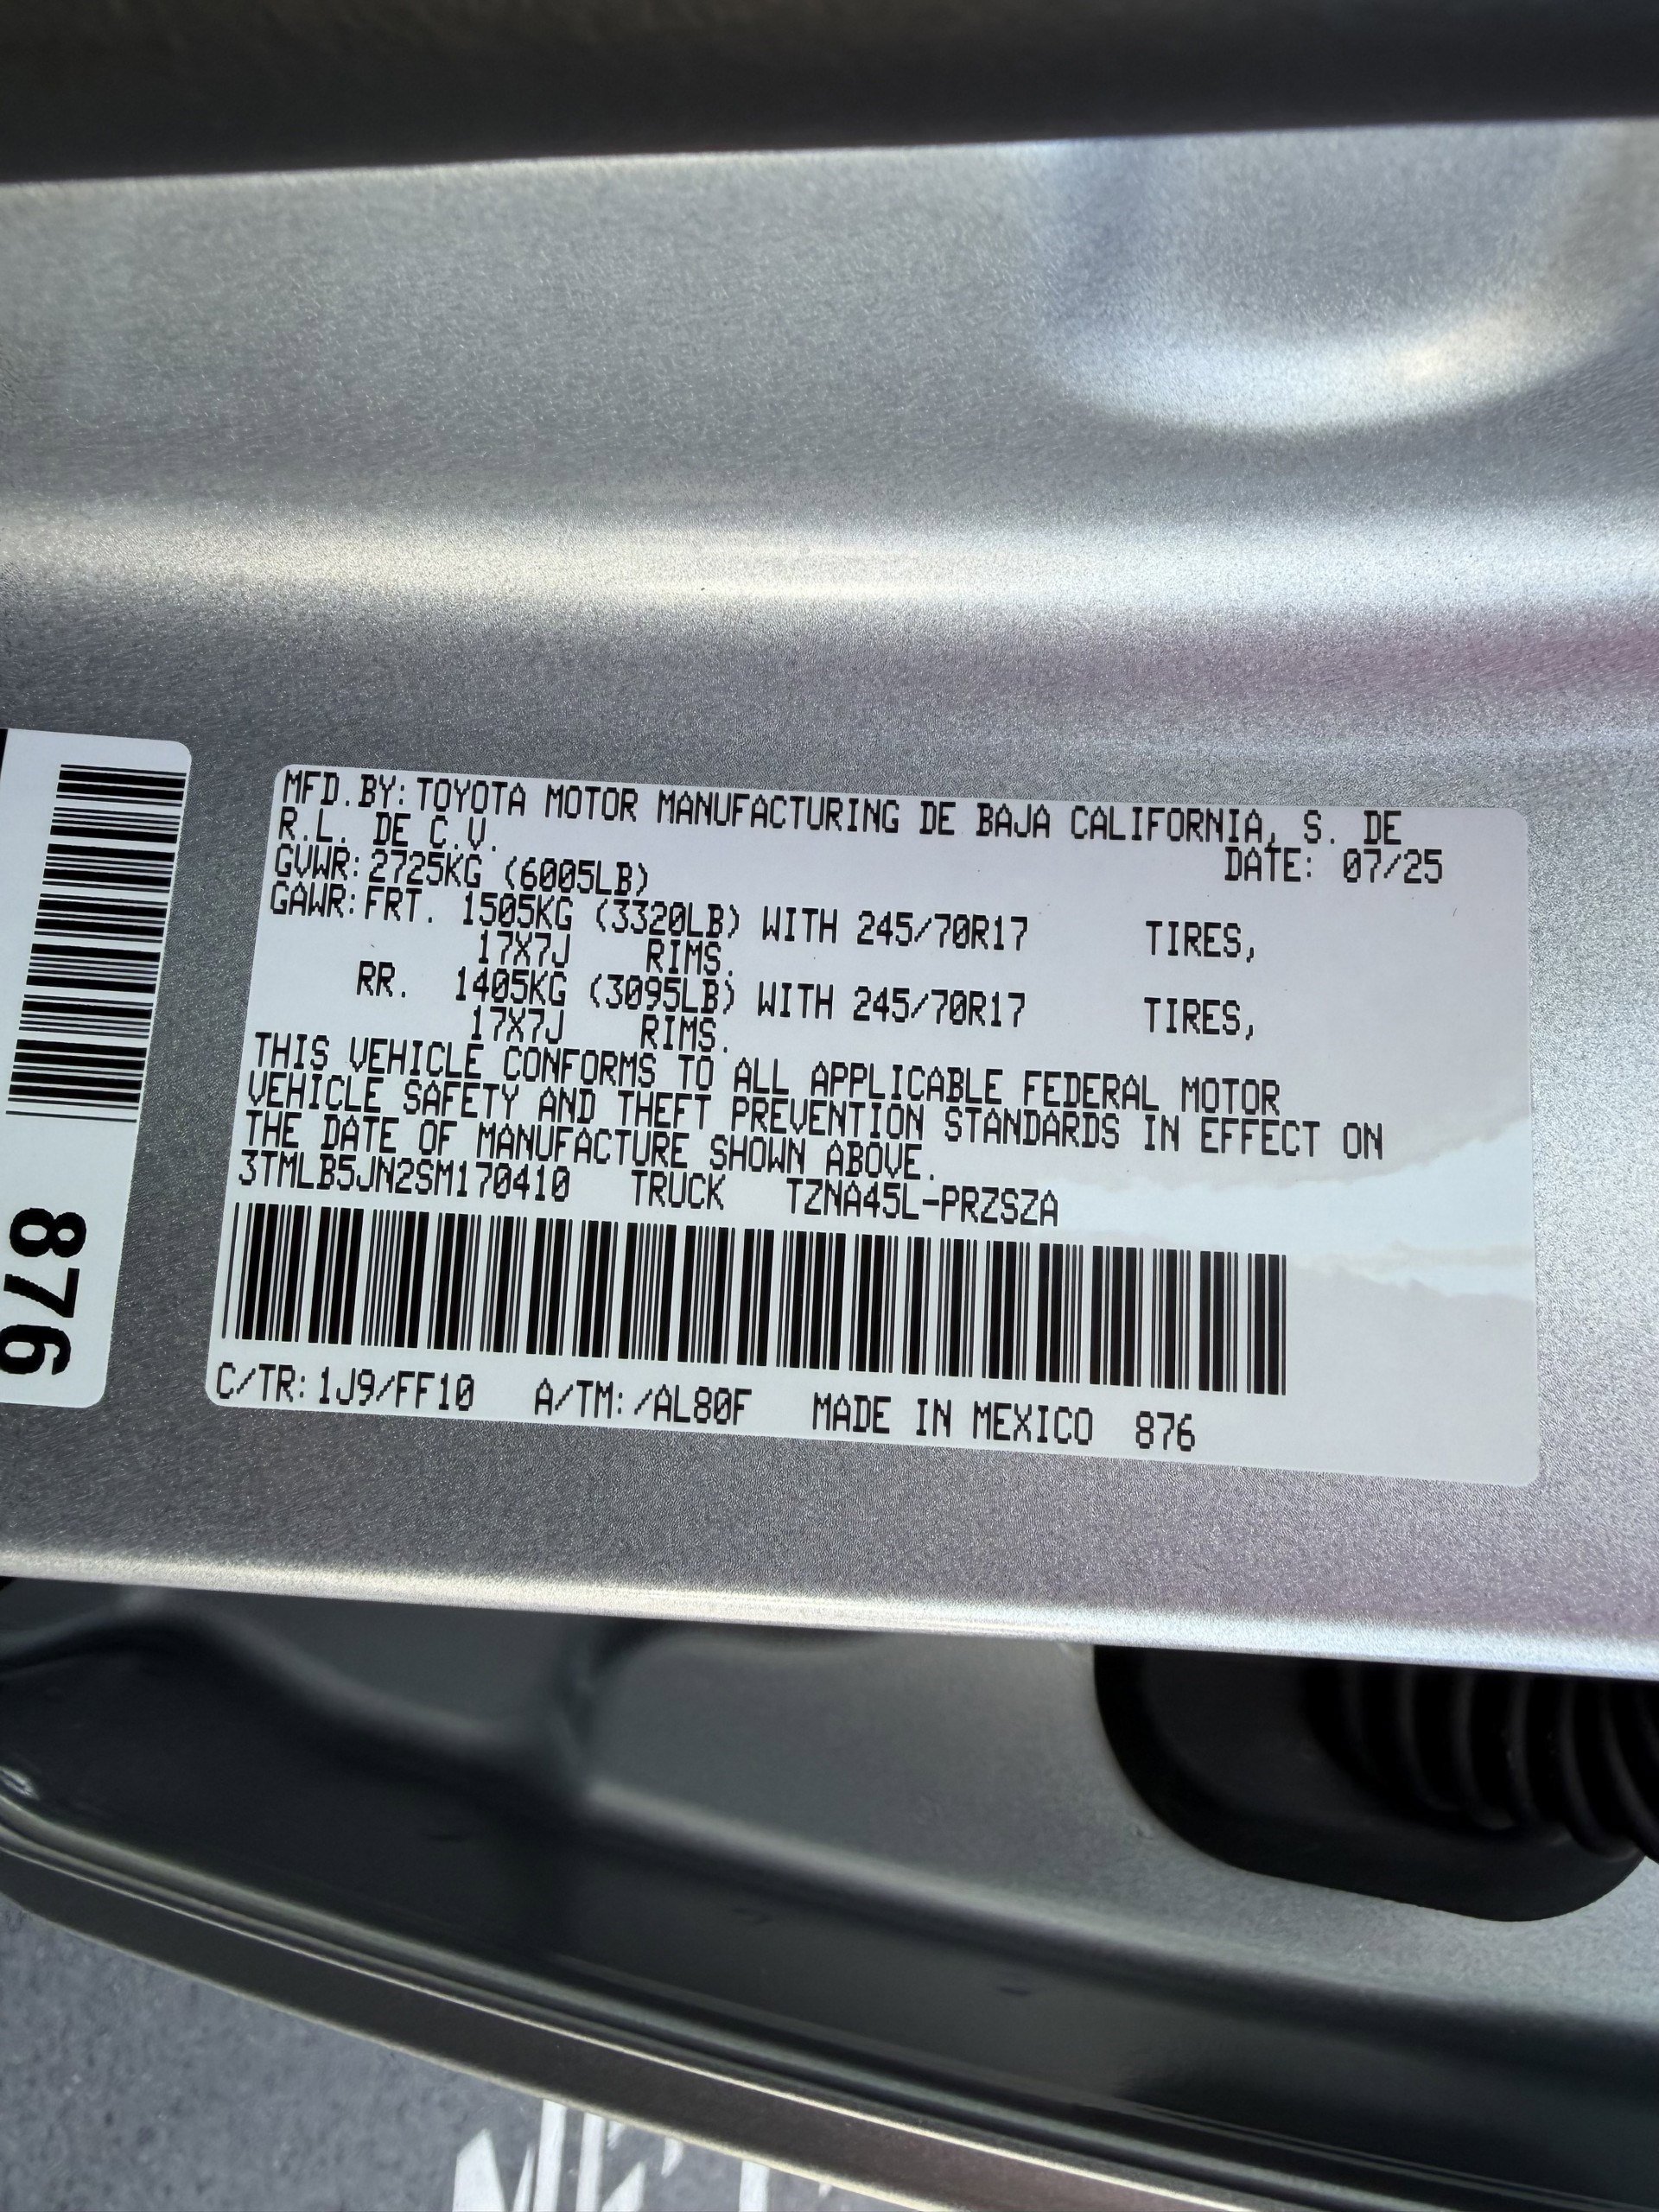 MFD.BY: TOYOTA MOTOR MANUFACTURING DE BAJA CALIFORNIA, S. DE
R.L. DE C.V.
DATE: 07/25
GVWR: 2725KG (6005LB)
GAWR: FRT. 1505KG (3320LB) WITH 245/70R17 TIRES,
17X7J RIMS.
RR. 1405KG (3095LB) WITH 245/70R17 TIRES,
17X7J RIMS.
THIS VEHICLE CONFORMS TO ALL APPLICABLE FEDERAL MOTOR
VEHICLE SAFETY AND THEFT PREVENTION STANDARDS IN EFFECT ON
THE DATE OF MANUFACTURE SHOWN ABOVE.
3TMLB5JN2SM170410 TRUCK TZNA45L-PRZSZA
C/TR: 1J9/FF10 A/TM: /AL80F MADE IN MEXICO 876
876